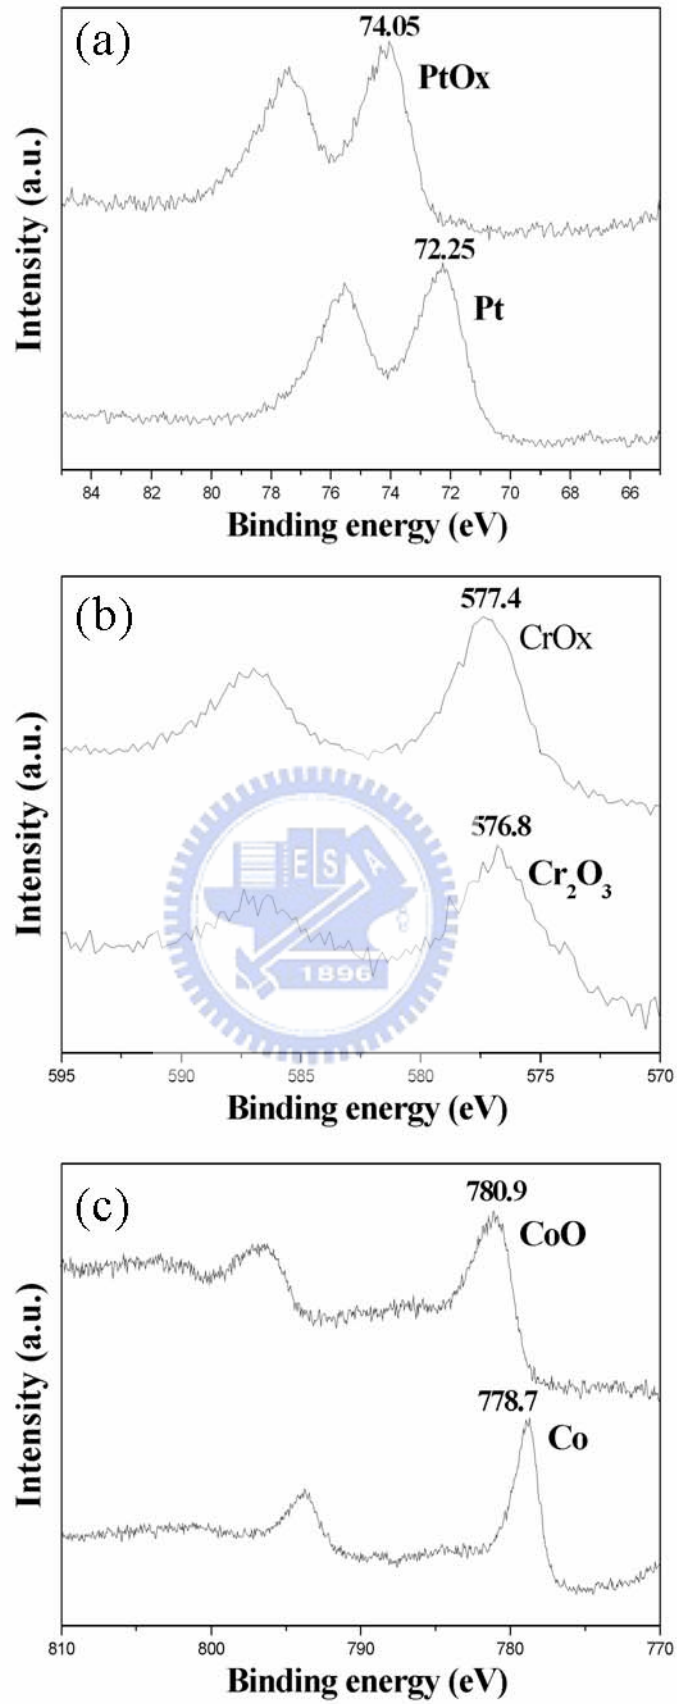 (a)
74.05
PtOx
72.25
Pt
Intensity (a.u.)
84 82 80 78 76 74 72 70 68 66
Binding energy (eV)
(b)
577.4
CrOx
576.8
Cr₂O₃
E S A
1896
Intensity (a.u.)
595 590 585 580 575 570
Binding energy (eV)
(c)
780.9
CoO
778.7
Co
Intensity (a.u.)
810 800 790 780 770
Binding energy (eV)